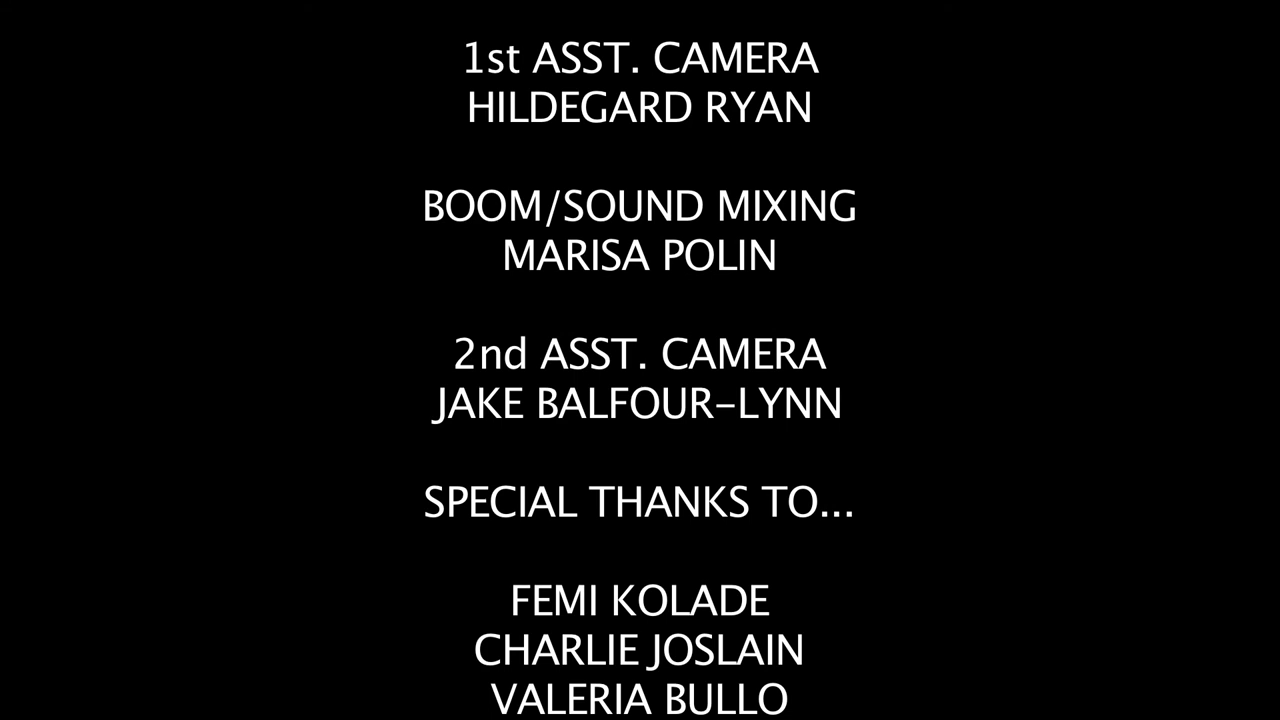 1st ASST. CAMERA
HILDEGARD RYAN
BOOM/SOUND MIXING
MARISA POLIN
2nd ASST. CAMERA
JAKE BALFOUR-LYNN
SPECIAL THANKS TO...
FEMI KOLADE
CHARLIE JOSLAIN
VALERIA BULLO